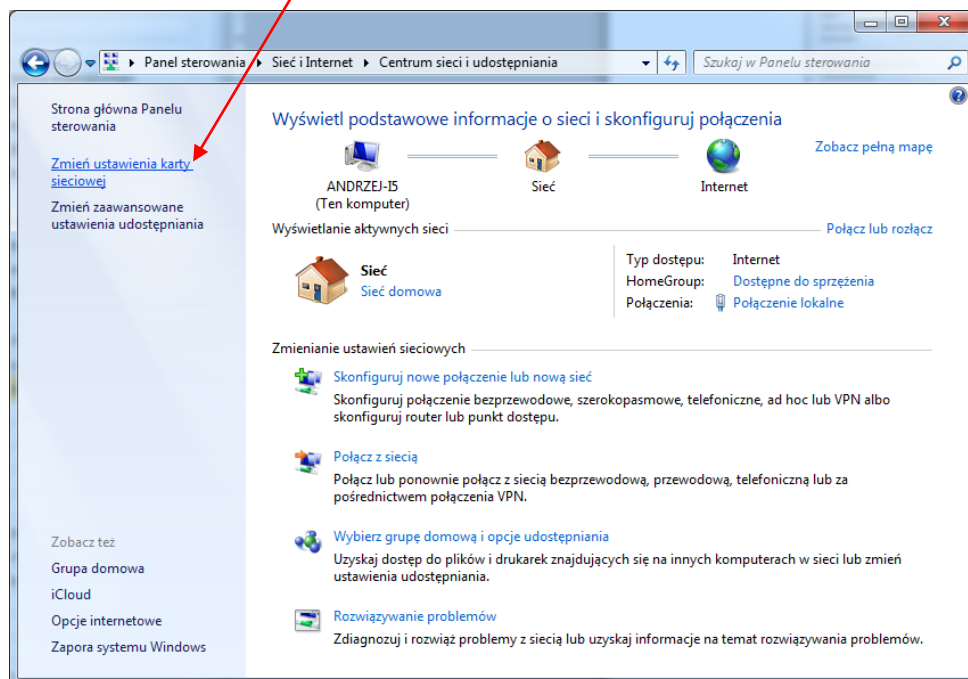 Panel sterowania Sieć i Internet Centrum sieci i udostępniania
Szukaj w Panelu sterowania
Strona główna Panelu
sterowania
Zmień ustawienia karty
sieciowej
Zmień zaawansowane
ustawienia udostępniania
Zobacz też
Grupa domowa
iCloud
Opcje internetowe
Zapora systemu Windows
Wyświetl podstawowe informacje o sieci i skonfiguruj połączenia
Zobacz pełną mapę
ANDRZEJ-I5
(Ten komputer)
Sieć
Internet
Wyświetlanie aktywnych sieci
Połącz lub rozłącz
Sieć
Sieć domowa
Typ dostępu: Internet
HomeGroup: Dostępne do sprzężenia
Połączenia: Połączenie lokalne
Zmienianie ustawień sieciowych
Skonfiguruj nowe połączenie lub nową sieć
Skonfiguruj połączenie bezprzewodowe, szerokopasmowe, telefoniczne, ad hoc lub VPN albo
skonfiguruj router lub punkt dostępu.
Połącz z siecią
Połącz lub ponownie połącz z siecią bezprzewodową, przewodową, telefoniczną lub za
pośrednictwem połączenia VPN.
Wybierz grupę domową i opcje udostępniania
Uzyskaj dostęp do plików i drukarek znajdujących się na innych komputerach w sieci lub zmień
ustawienia udostępniania.
Rozwiązywanie problemów
Zdiagnozuj i rozwiąż problemy z siecią lub uzyskaj informacje na temat rozwiązywania problemów.